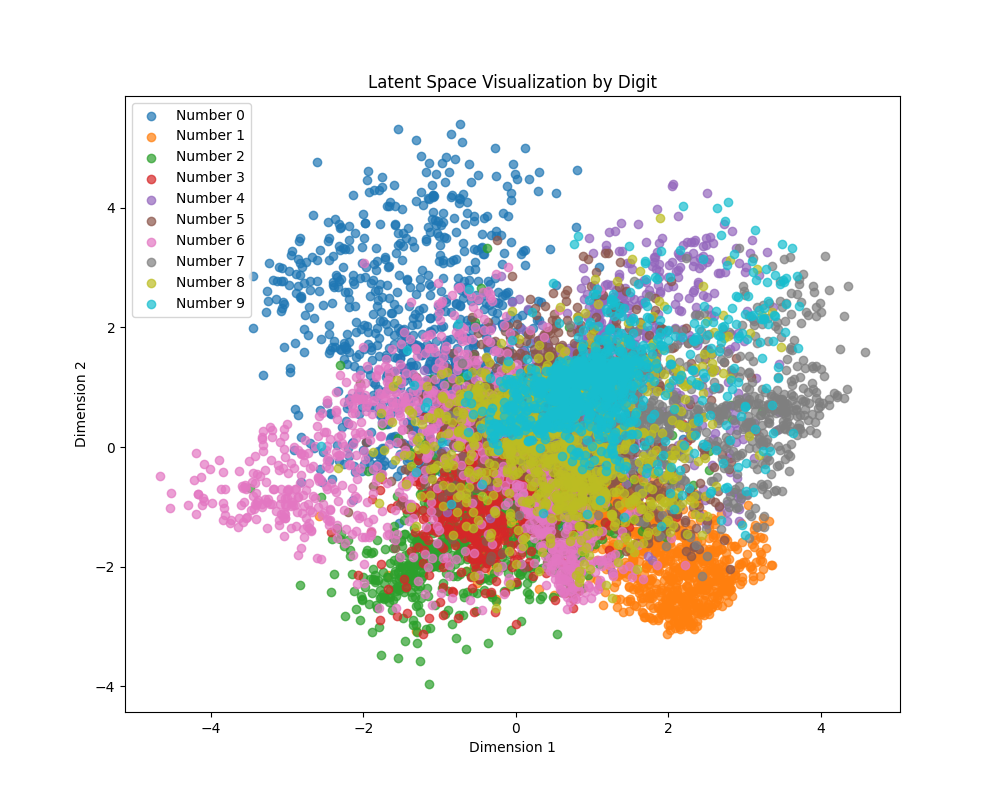 Latent Space Visualization by Digit
Number 0
Number 1
Number 2
Number 3
Number 4
Number 5
Number 6
Number 7
Number 8
Number 9
Dimension 2
4
2
0
−2
−4
−4
−2
0
2
4
Dimension 1